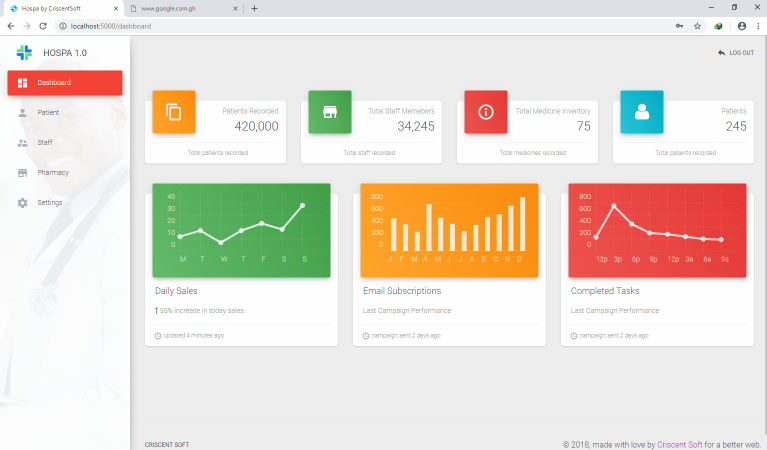 Hospa by CriscentSoft
www.google.com.gh
localhost:5000/dashboard
HOSPA 1.0
LOG OUT
Dashboard
Patient
Staff
Pharmacy
Settings
Patients Recorded
420,000
Total patients recorded
Total Staff Memebers
34,245
Total staff recorded
Total Medicine Inventory
75
Total medicines recorded
Patients
245
Total patients recorded
40
30
20
10
0
M T W T F S S
Daily Sales
55% increase in today sales.
updated 4 minutes ago
800
600
400
200
0
J F M A M J J A S O N D
Email Subscriptions
Last Campaign Performance
campaign sent 2 days ago
800
600
400
200
0
12p 3p 6p 9p 12p 3a 6a 9a
Completed Tasks
Last Campaign Performance
campaign sent 2 days ago
CRISCENT SOFT
© 2018, made with love by Criscent Soft for a better web.